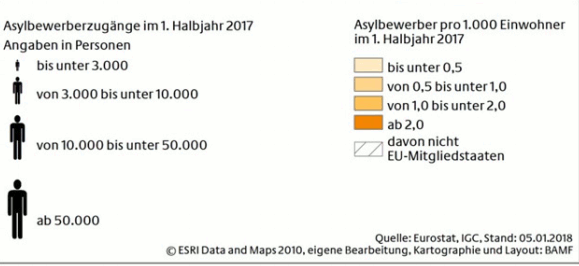 Asylbewerberzugänge im 1. Halbjahr 2017
Angaben in Personen
bis unter 3.000
von 3.000 bis unter 10.000
von 10.000 bis unter 50.000
ab 50.000
Asylbewerber pro 1.000 Einwohner
im 1. Halbjahr 2017
bis unter 0,5
von 0,5 bis unter 1,0
von 1,0 bis unter 2,0
ab 2,0
davon nicht
EU-Mitgliedstaaten
Quelle: Eurostat, IGC, Stand: 05.01.2018
© ESRI Data and Maps 2010, eigene Bearbeitung, Kartographie und Layout: BAMF